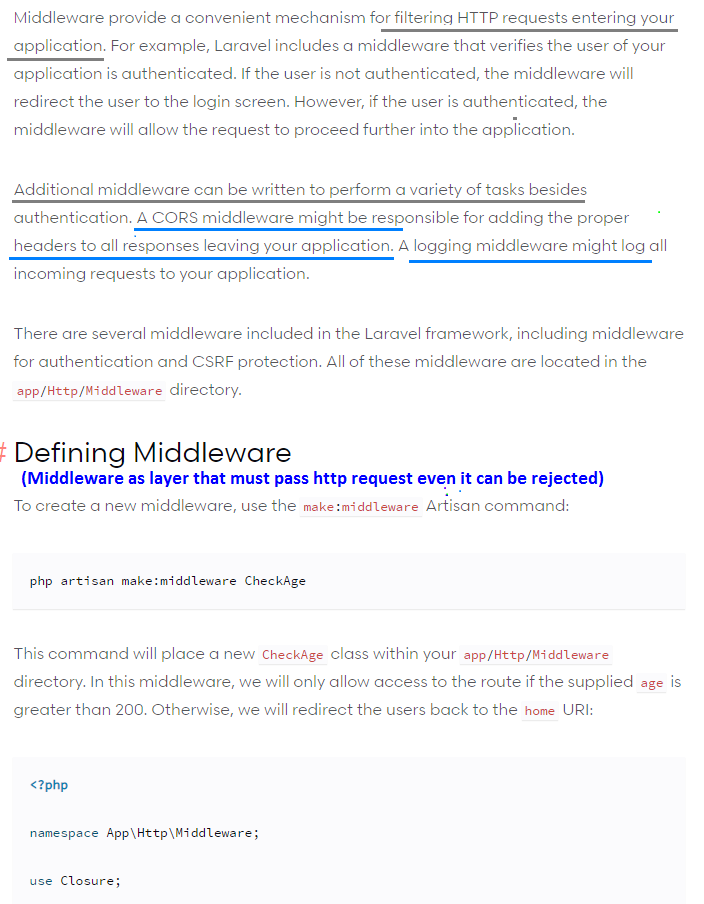 Middleware provide a convenient mechanism for filtering HTTP requests entering your
application. For example, Laravel includes a middleware that verifies the user of your
application is authenticated. If the user is not authenticated, the middleware will
redirect the user to the login screen. However, if the user is authenticated, the
middleware will allow the request to proceed further into the application.
Additional middleware can be written to perform a variety of tasks besides
authentication. A CORS middleware might be responsible for adding the proper
headers to all responses leaving your application. A logging middleware might log all
incoming requests to your application.
There are several middleware included in the Laravel framework, including middleware
for authentication and CSRF protection. All of these middleware are located in the
app/Http/Middleware directory.
# Defining Middleware
(Middleware as layer that must pass http request even it can be rejected)
To create a new middleware, use the make:middleware Artisan command:
php artisan make:middleware CheckAge
This command will place a new CheckAge class within your app/Http/Middleware
directory. In this middleware, we will only allow access to the route if the supplied age is
greater than 200. Otherwise, we will redirect the users back to the home URI:
<?php
namespace App\Http\Middleware;
use Closure;